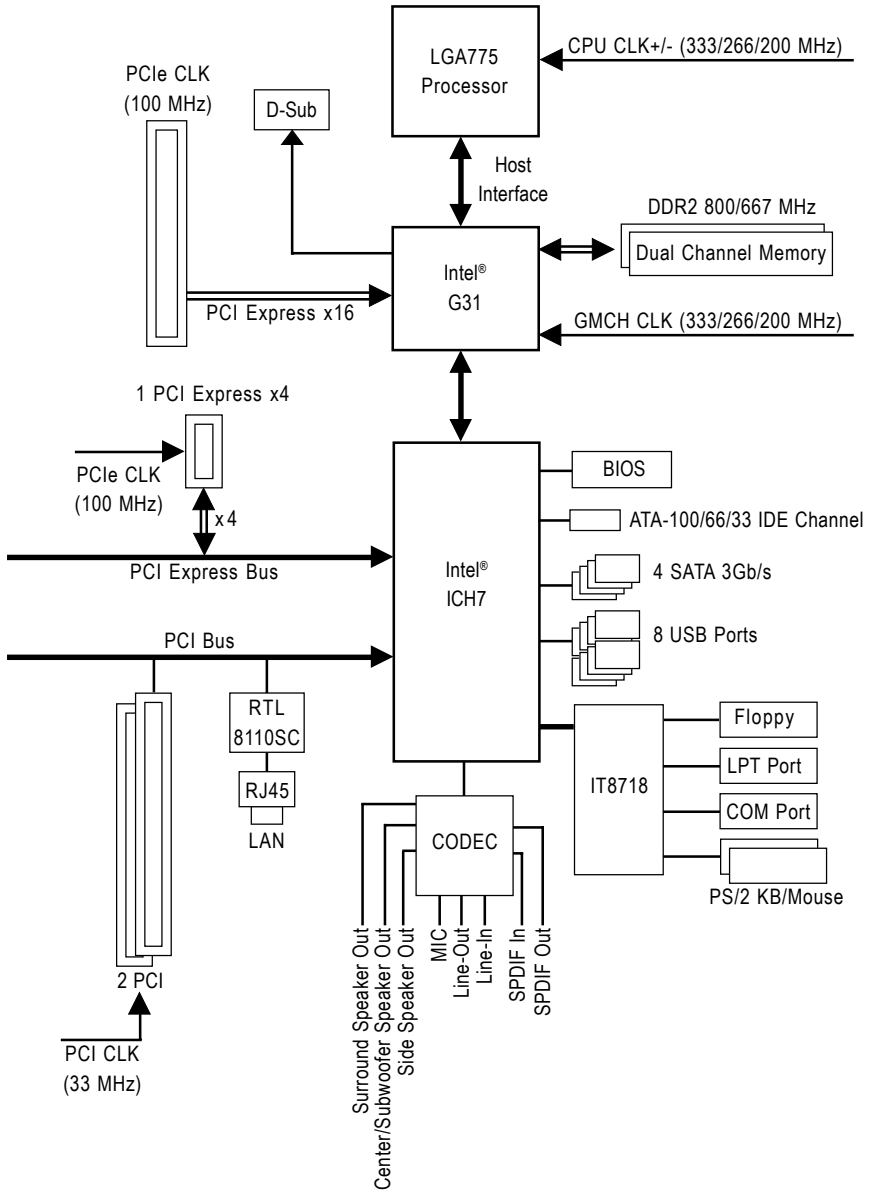 CPU CLK+/- (333/266/200 MHz)
LGA775
Processor
PCIe CLK
(100 MHz)
D-Sub
Host
Interface
DDR2 800/667 MHz
Dual Channel Memory
Intel®
G31
PCI Express x16
GMCH CLK (333/266/200 MHz)
1 PCI Express x4
PCIe CLK
(100 MHz)
x4
BIOS
ATA-100/66/33 IDE Channel
PCI Express Bus
Intel®
ICH7
4 SATA 3Gb/s
8 USB Ports
PCI Bus
RTL
8110SC
RJ45
LAN
IT8718
Floppy
LPT Port
COM Port
PS/2 KB/Mouse
CODEC
Surround Speaker Out
Center/Subwoofer Speaker Out
Side Speaker Out
MIC
Line-Out
Line-In
SPDIF In
SPDIF Out
2 PCI
PCI CLK
(33 MHz)